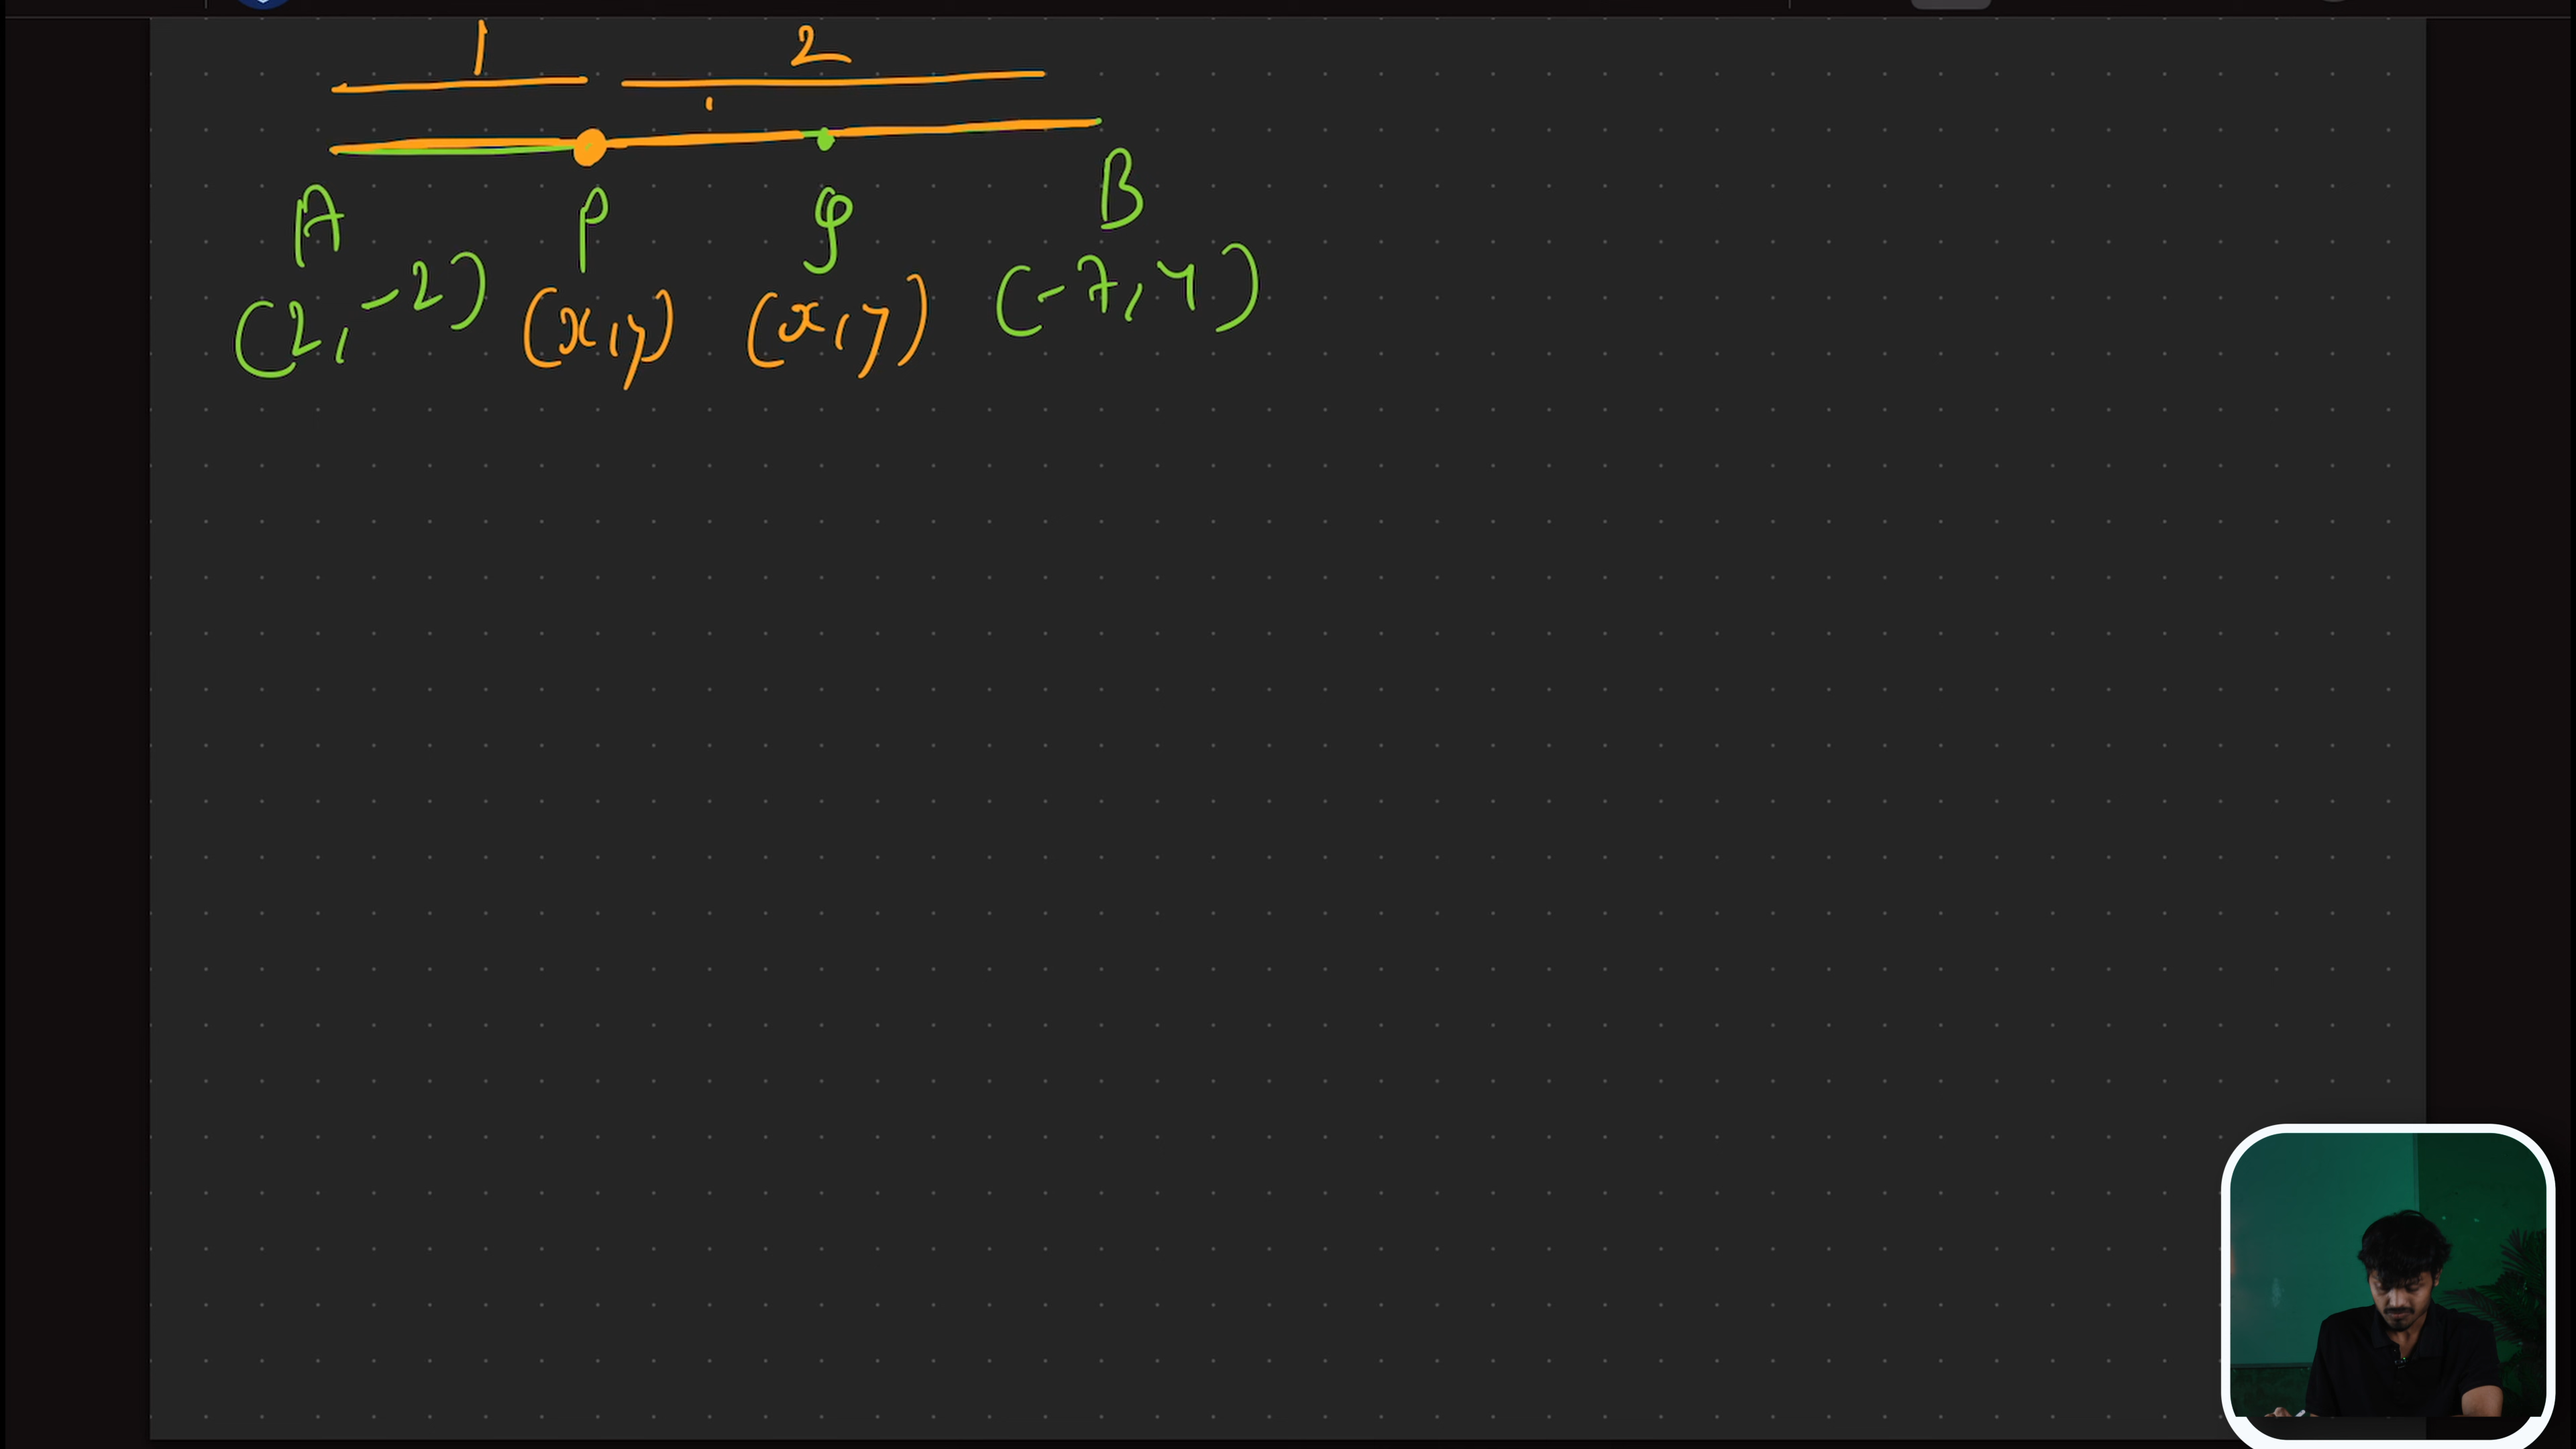 1 2
A P Q B
(2, -2) (x, y) (x, y) (-7, 4)